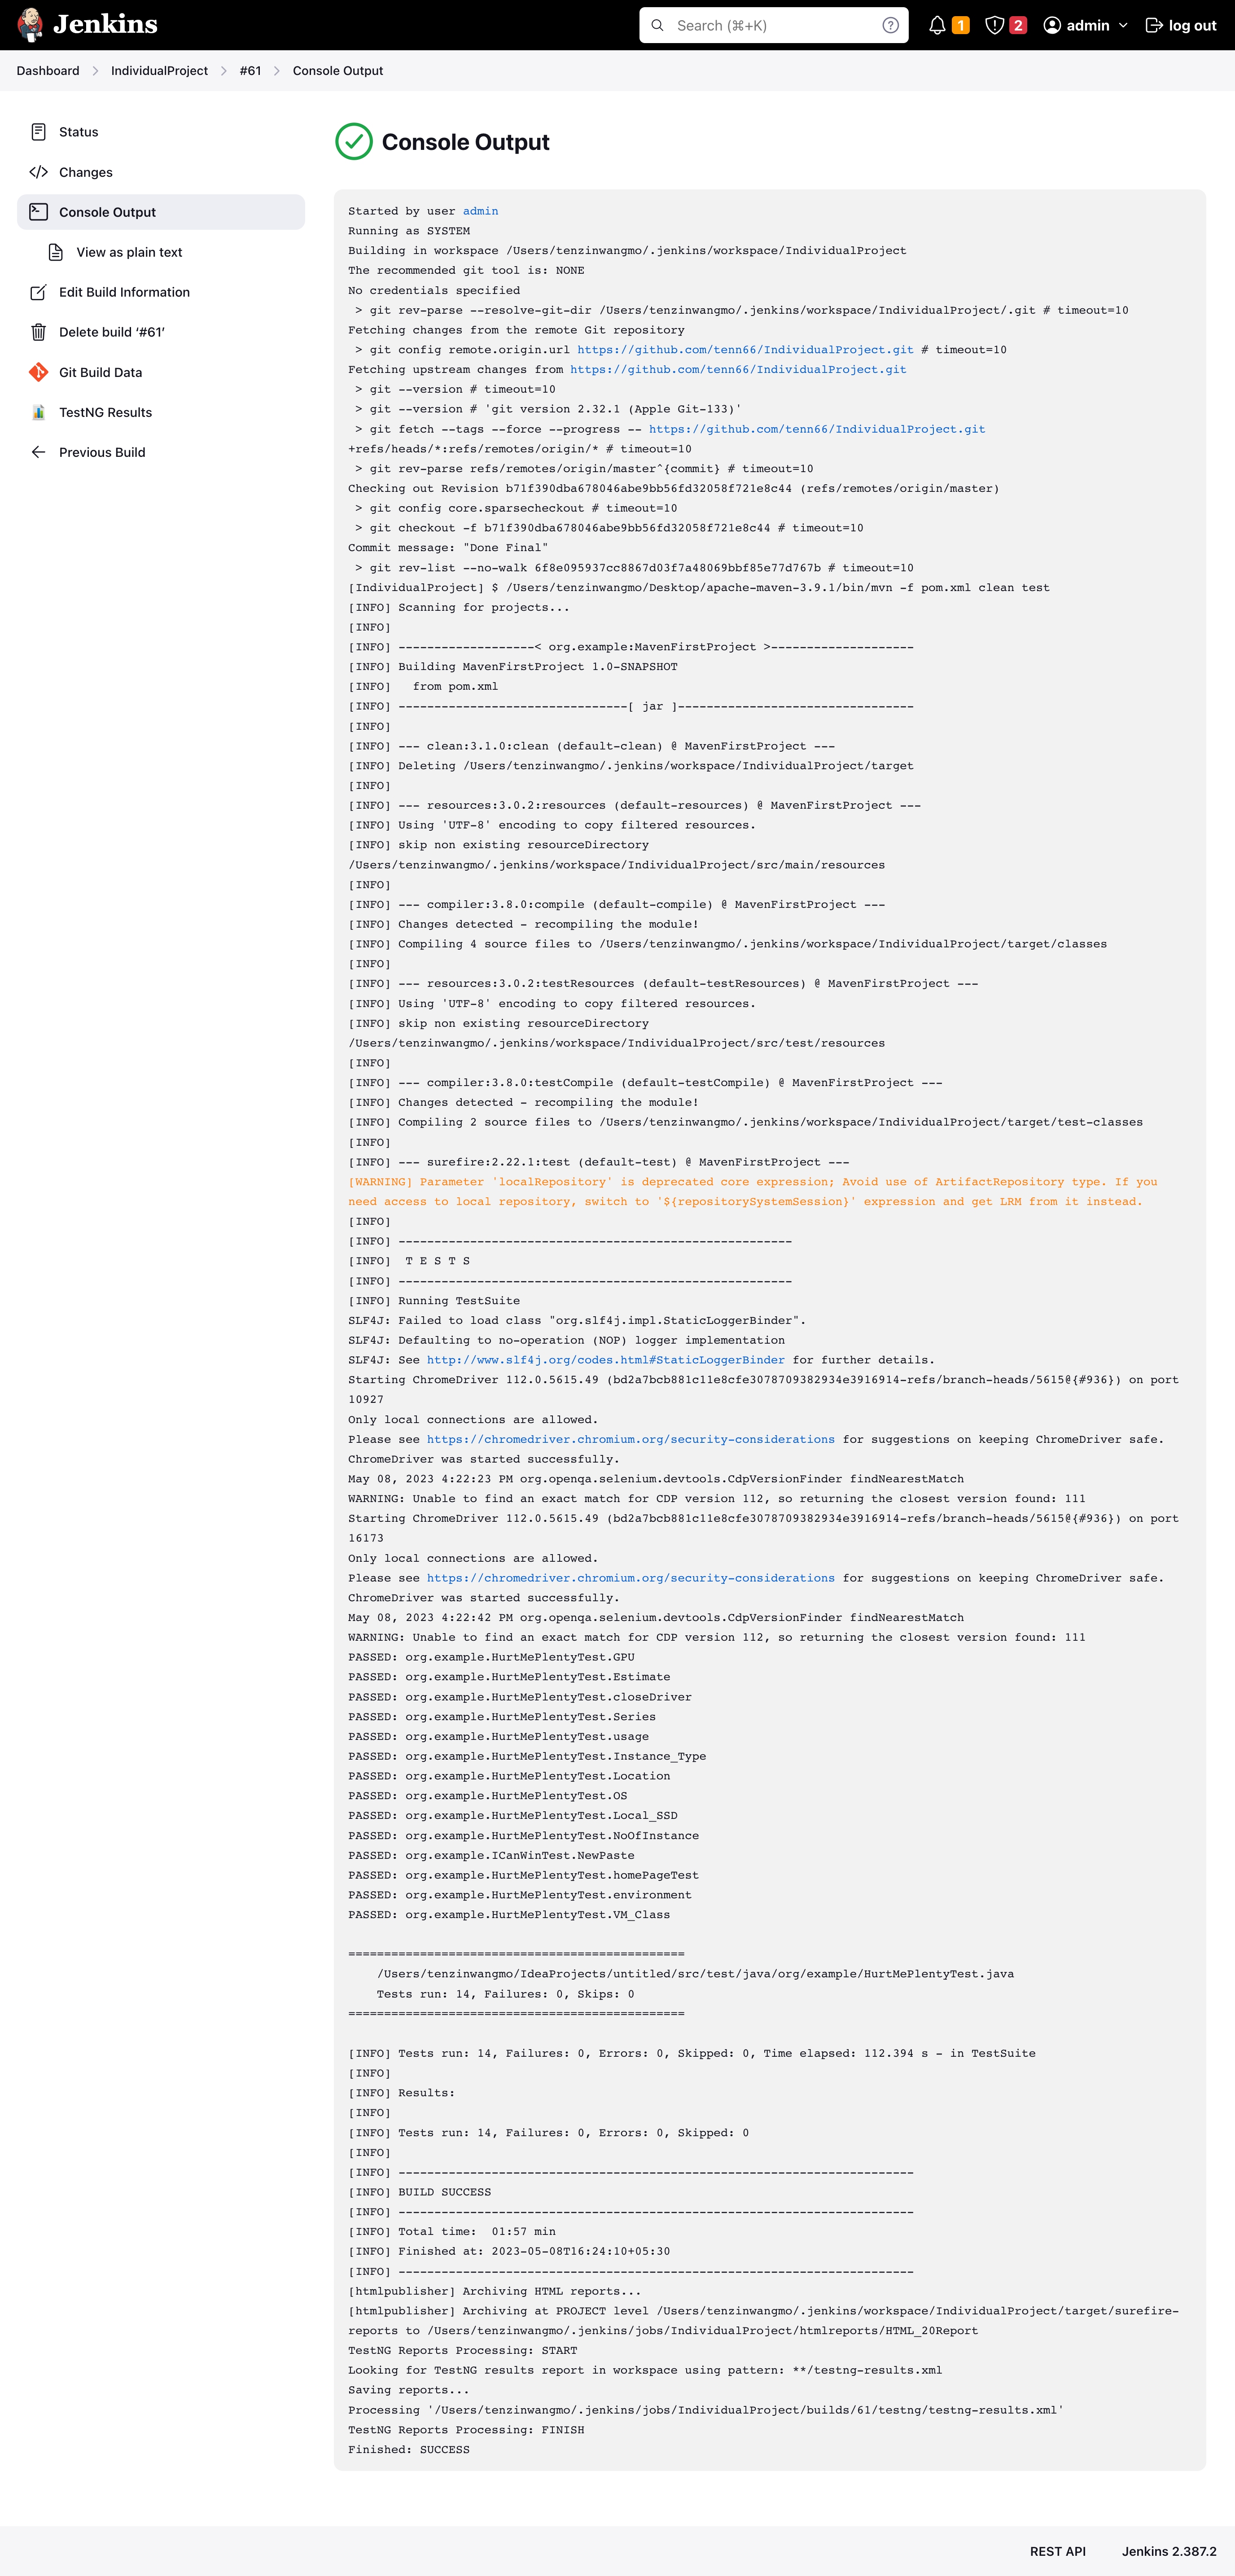 Jenkins
Search (⌘+K)
1
2
admin
log out
Dashboard
IndividualProject
#61
Console Output
Status
Changes
Console Output
View as plain text
Edit Build Information
Delete build ‘#61’
Git Build Data
TestNG Results
Previous Build
Console Output
Started by user admin
Running as SYSTEM
Building in workspace /Users/tenzinwangmo/.jenkins/workspace/IndividualProject
The recommended git tool is: NONE
No credentials specified
> git rev-parse --resolve-git-dir /Users/tenzinwangmo/.jenkins/workspace/IndividualProject/.git # timeout=10
Fetching changes from the remote Git repository
> git config remote.origin.url https://github.com/tenn66/IndividualProject.git # timeout=10
Fetching upstream changes from https://github.com/tenn66/IndividualProject.git
> git --version # timeout=10
> git --version # 'git version 2.32.1 (Apple Git-133)'
> git fetch --tags --force --progress -- https://github.com/tenn66/IndividualProject.git
+refs/heads/*:refs/remotes/origin/* # timeout=10
> git rev-parse refs/remotes/origin/master^{commit} # timeout=10
Checking out Revision b71f390dba678046abe9bb56fd32058f721e8c44 (refs/remotes/origin/master)
> git config core.sparsecheckout # timeout=10
> git checkout -f b71f390dba678046abe9bb56fd32058f721e8c44 # timeout=10
Commit message: "Done Final"
> git rev-list --no-walk 6f8e095937cc8867d03f7a48069bbf85e77d767b # timeout=10
[IndividualProject] $ /Users/tenzinwangmo/Desktop/apache-maven-3.9.1/bin/mvn -f pom.xml clean test
[INFO] Scanning for projects...
[INFO]
[INFO] -------------------< org.example:MavenFirstProject >--------------------
[INFO] Building MavenFirstProject 1.0-SNAPSHOT
[INFO]   from pom.xml
[INFO] --------------------------------[ jar ]---------------------------------
[INFO]
[INFO] --- clean:3.1.0:clean (default-clean) @ MavenFirstProject ---
[INFO] Deleting /Users/tenzinwangmo/.jenkins/workspace/IndividualProject/target
[INFO]
[INFO] --- resources:3.0.2:resources (default-resources) @ MavenFirstProject ---
[INFO] Using 'UTF-8' encoding to copy filtered resources.
[INFO] skip non existing resourceDirectory
/Users/tenzinwangmo/.jenkins/workspace/IndividualProject/src/main/resources
[INFO]
[INFO] --- compiler:3.8.0:compile (default-compile) @ MavenFirstProject ---
[INFO] Changes detected - recompiling the module!
[INFO] Compiling 4 source files to /Users/tenzinwangmo/.jenkins/workspace/IndividualProject/target/classes
[INFO]
[INFO] --- resources:3.0.2:testResources (default-testResources) @ MavenFirstProject ---
[INFO] Using 'UTF-8' encoding to copy filtered resources.
[INFO] skip non existing resourceDirectory
/Users/tenzinwangmo/.jenkins/workspace/IndividualProject/src/test/resources
[INFO]
[INFO] --- compiler:3.8.0:testCompile (default-testCompile) @ MavenFirstProject ---
[INFO] Changes detected - recompiling the module!
[INFO] Compiling 2 source files to /Users/tenzinwangmo/.jenkins/workspace/IndividualProject/target/test-classes
[INFO]
[INFO] --- surefire:2.22.1:test (default-test) @ MavenFirstProject ---
[WARNING] Parameter 'localRepository' is deprecated core expression; Avoid use of ArtifactRepository type. If you
need access to local repository, switch to '${repositorySystemSession}' expression and get LRM from it instead.
[INFO]
[INFO] -------------------------------------------------------
[INFO]  T E S T S
[INFO] -------------------------------------------------------
[INFO] Running TestSuite
SLF4J: Failed to load class "org.slf4j.impl.StaticLoggerBinder".
SLF4J: Defaulting to no-operation (NOP) logger implementation
SLF4J: See http://www.slf4j.org/codes.html#StaticLoggerBinder for further details.
Starting ChromeDriver 112.0.5615.49 (bd2a7bcb881c11e8cfe3078709382934e3916914-refs/branch-heads/5615@{#936}) on port
10927
Only local connections are allowed.
Please see https://chromedriver.chromium.org/security-considerations for suggestions on keeping ChromeDriver safe.
ChromeDriver was started successfully.
May 08, 2023 4:22:23 PM org.openqa.selenium.devtools.CdpVersionFinder findNearestMatch
WARNING: Unable to find an exact match for CDP version 112, so returning the closest version found: 111
Starting ChromeDriver 112.0.5615.49 (bd2a7bcb881c11e8cfe3078709382934e3916914-refs/branch-heads/5615@{#936}) on port
16173
Only local connections are allowed.
Please see https://chromedriver.chromium.org/security-considerations for suggestions on keeping ChromeDriver safe.
ChromeDriver was started successfully.
May 08, 2023 4:22:42 PM org.openqa.selenium.devtools.CdpVersionFinder findNearestMatch
WARNING: Unable to find an exact match for CDP version 112, so returning the closest version found: 111
PASSED: org.example.HurtMePlentyTest.GPU
PASSED: org.example.HurtMePlentyTest.Estimate
PASSED: org.example.HurtMePlentyTest.closeDriver
PASSED: org.example.HurtMePlentyTest.Series
PASSED: org.example.HurtMePlentyTest.usage
PASSED: org.example.HurtMePlentyTest.Instance_Type
PASSED: org.example.HurtMePlentyTest.Location
PASSED: org.example.HurtMePlentyTest.OS
PASSED: org.example.HurtMePlentyTest.Local_SSD
PASSED: org.example.HurtMePlentyTest.NoOfInstance
PASSED: org.example.ICanWinTest.NewPaste
PASSED: org.example.HurtMePlentyTest.homePageTest
PASSED: org.example.HurtMePlentyTest.environment
PASSED: org.example.HurtMePlentyTest.VM_Class
===============================================
/Users/tenzinwangmo/IdeaProjects/untitled/src/test/java/org/example/HurtMePlentyTest.java
Tests run: 14, Failures: 0, Skips: 0
===============================================
[INFO] Tests run: 14, Failures: 0, Errors: 0, Skipped: 0, Time elapsed: 112.394 s - in TestSuite
[INFO]
[INFO] Results:
[INFO]
[INFO] Tests run: 14, Failures: 0, Errors: 0, Skipped: 0
[INFO]
[INFO] ------------------------------------------------------------------------
[INFO] BUILD SUCCESS
[INFO] ------------------------------------------------------------------------
[INFO] Total time:  01:57 min
[INFO] Finished at: 2023-05-08T16:24:10+05:30
[INFO] ------------------------------------------------------------------------
[htmlpublisher] Archiving HTML reports...
[htmlpublisher] Archiving at PROJECT level /Users/tenzinwangmo/.jenkins/workspace/IndividualProject/target/surefire-
reports to /Users/tenzinwangmo/.jenkins/jobs/IndividualProject/htmlreports/HTML_20Report
TestNG Reports Processing: START
Looking for TestNG results report in workspace using pattern: **/testng-results.xml
Saving reports...
Processing '/Users/tenzinwangmo/.jenkins/jobs/IndividualProject/builds/61/testng/testng-results.xml'
TestNG Reports Processing: FINISH
Finished: SUCCESS
REST API
Jenkins 2.387.2